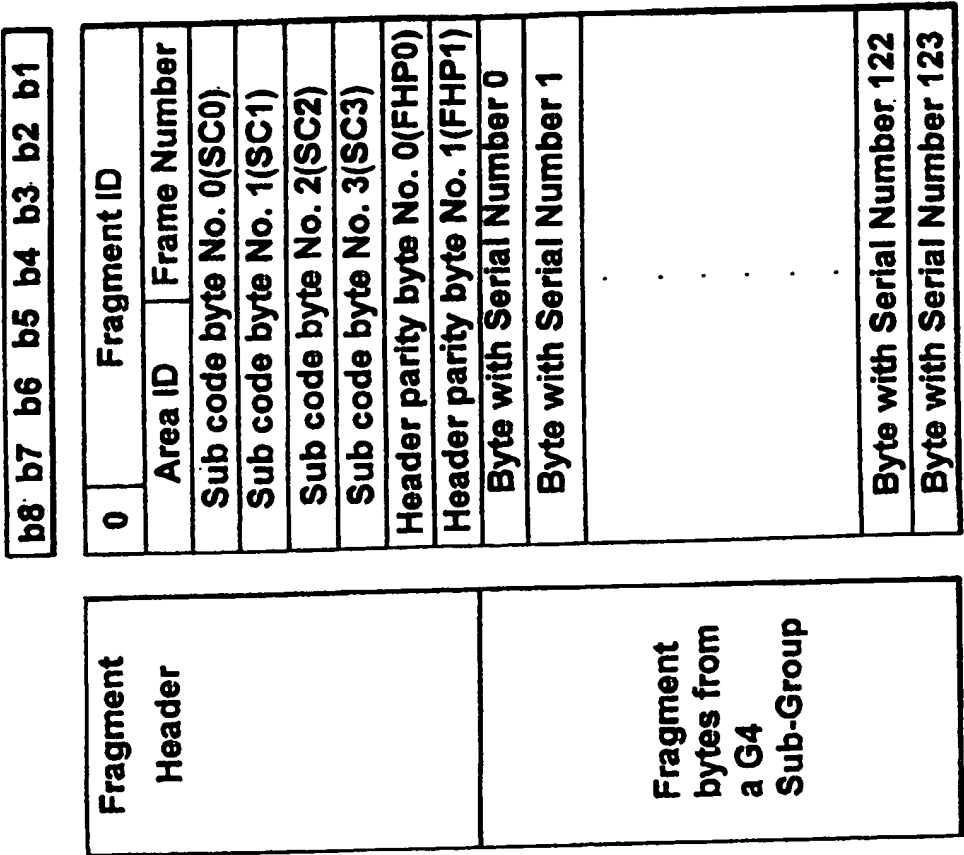 b8 b7 b6 b5 b4 b3 b2 b1
Fragment
Header
0 Fragment ID
Area ID Frame Number
Sub code byte No. 0(SC0)
Sub code byte No. 1(SC1)
Sub code byte No. 2(SC2)
Sub code byte No. 3(SC3)
Header parity byte No. 0(FHP0)
Header parity byte No. 1(FHP1)
Fragment
bytes from
a G4
Sub-Group
Byte with Serial Number 0
Byte with Serial Number 1
. . . . .
Byte with Serial Number 122
Byte with Serial Number 123